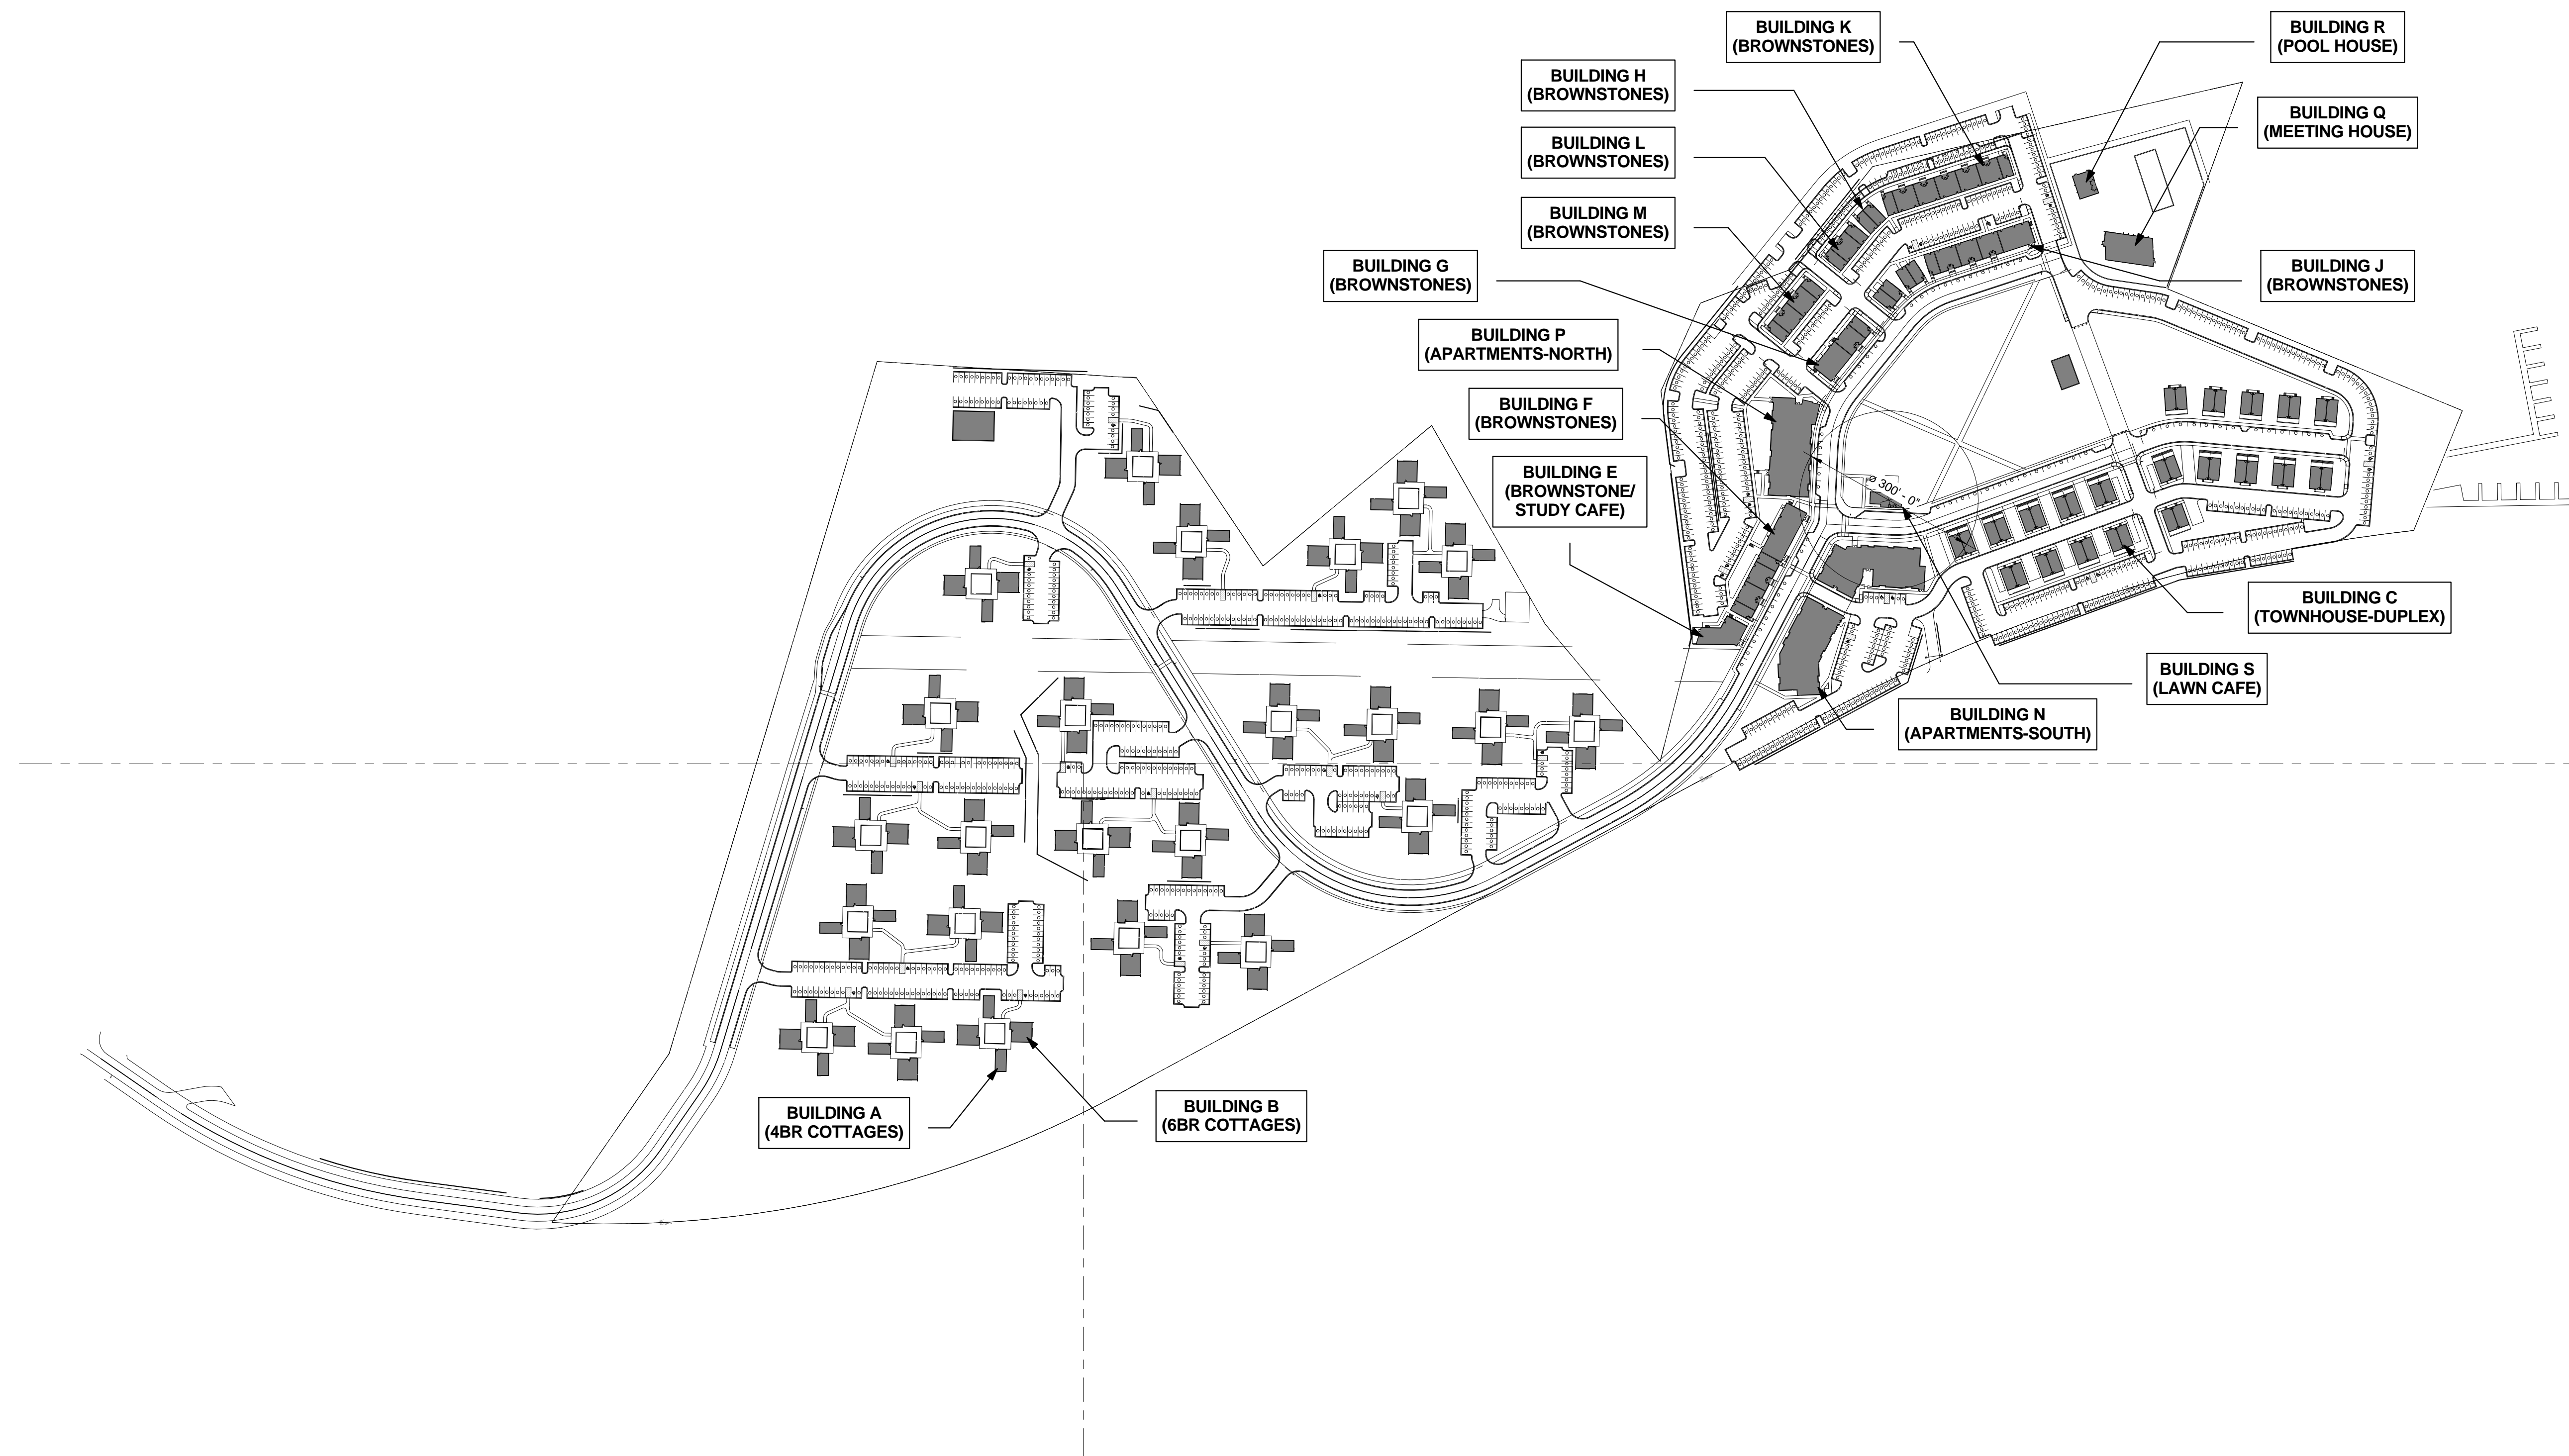 BUILDING K
(BROWNSTONES)
BUILDING R
(POOL HOUSE)
BUILDING H
(BROWNSTONES)
BUILDING Q
(MEETING HOUSE)
BUILDING L
(BROWNSTONES)
BUILDING M
(BROWNSTONES)
BUILDING G
(BROWNSTONES)
BUILDING J
(BROWNSTONES)
BUILDING P
(APARTMENTS-NORTH)
BUILDING F
(BROWNSTONES)
BUILDING E
(BROWNSTONE/
STUDY CAFE)
ø 300' - 0"
BUILDING C
(TOWNHOUSE-DUPLEX)
BUILDING S
(LAWN CAFE)
BUILDING N
(APARTMENTS-SOUTH)
BUILDING A
(4BR COTTAGES)
BUILDING B
(6BR COTTAGES)